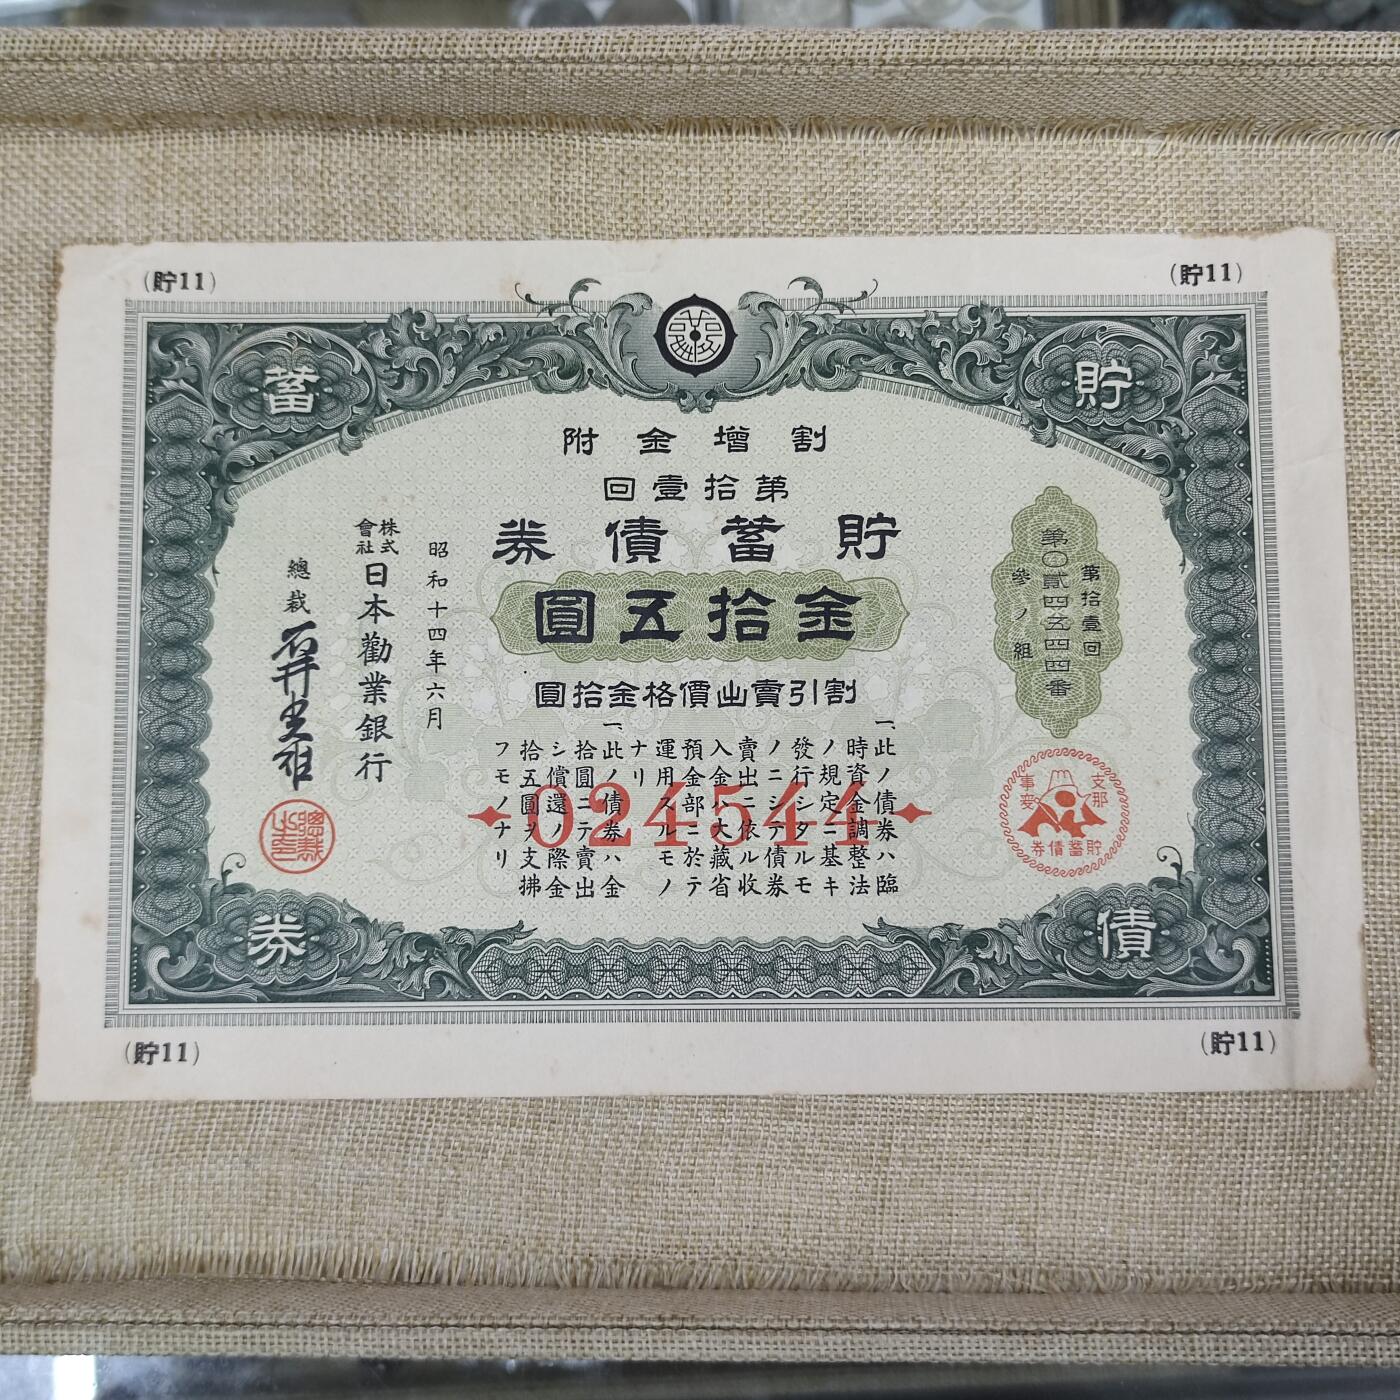 (貯11)
(貯11)
貯蓄
債券
割増金附
第拾壹回
貯蓄債券
金拾五圓
割引賣出價格金拾圓
第拾壹回
第〇貳四五四四番
參ノ組
一、此ノ債券ハ臨
時資金調整法
ノ規定ニ基キ
發行シタルモ
ノニシテ債券
賣出ニ依ル收
入金ハ大藏省
預金部ニ於テ
運用スルモノ
ナリ
一、此ノ債券ハ金
拾圓ニテ賣出
シ償還ノ際金
拾五圓ヲ支拂
フモノナリ
024544
支那
事變
貯蓄債券
昭和十四年六月
株式會社日本勸業銀行
總裁
(貯11)
(貯11)